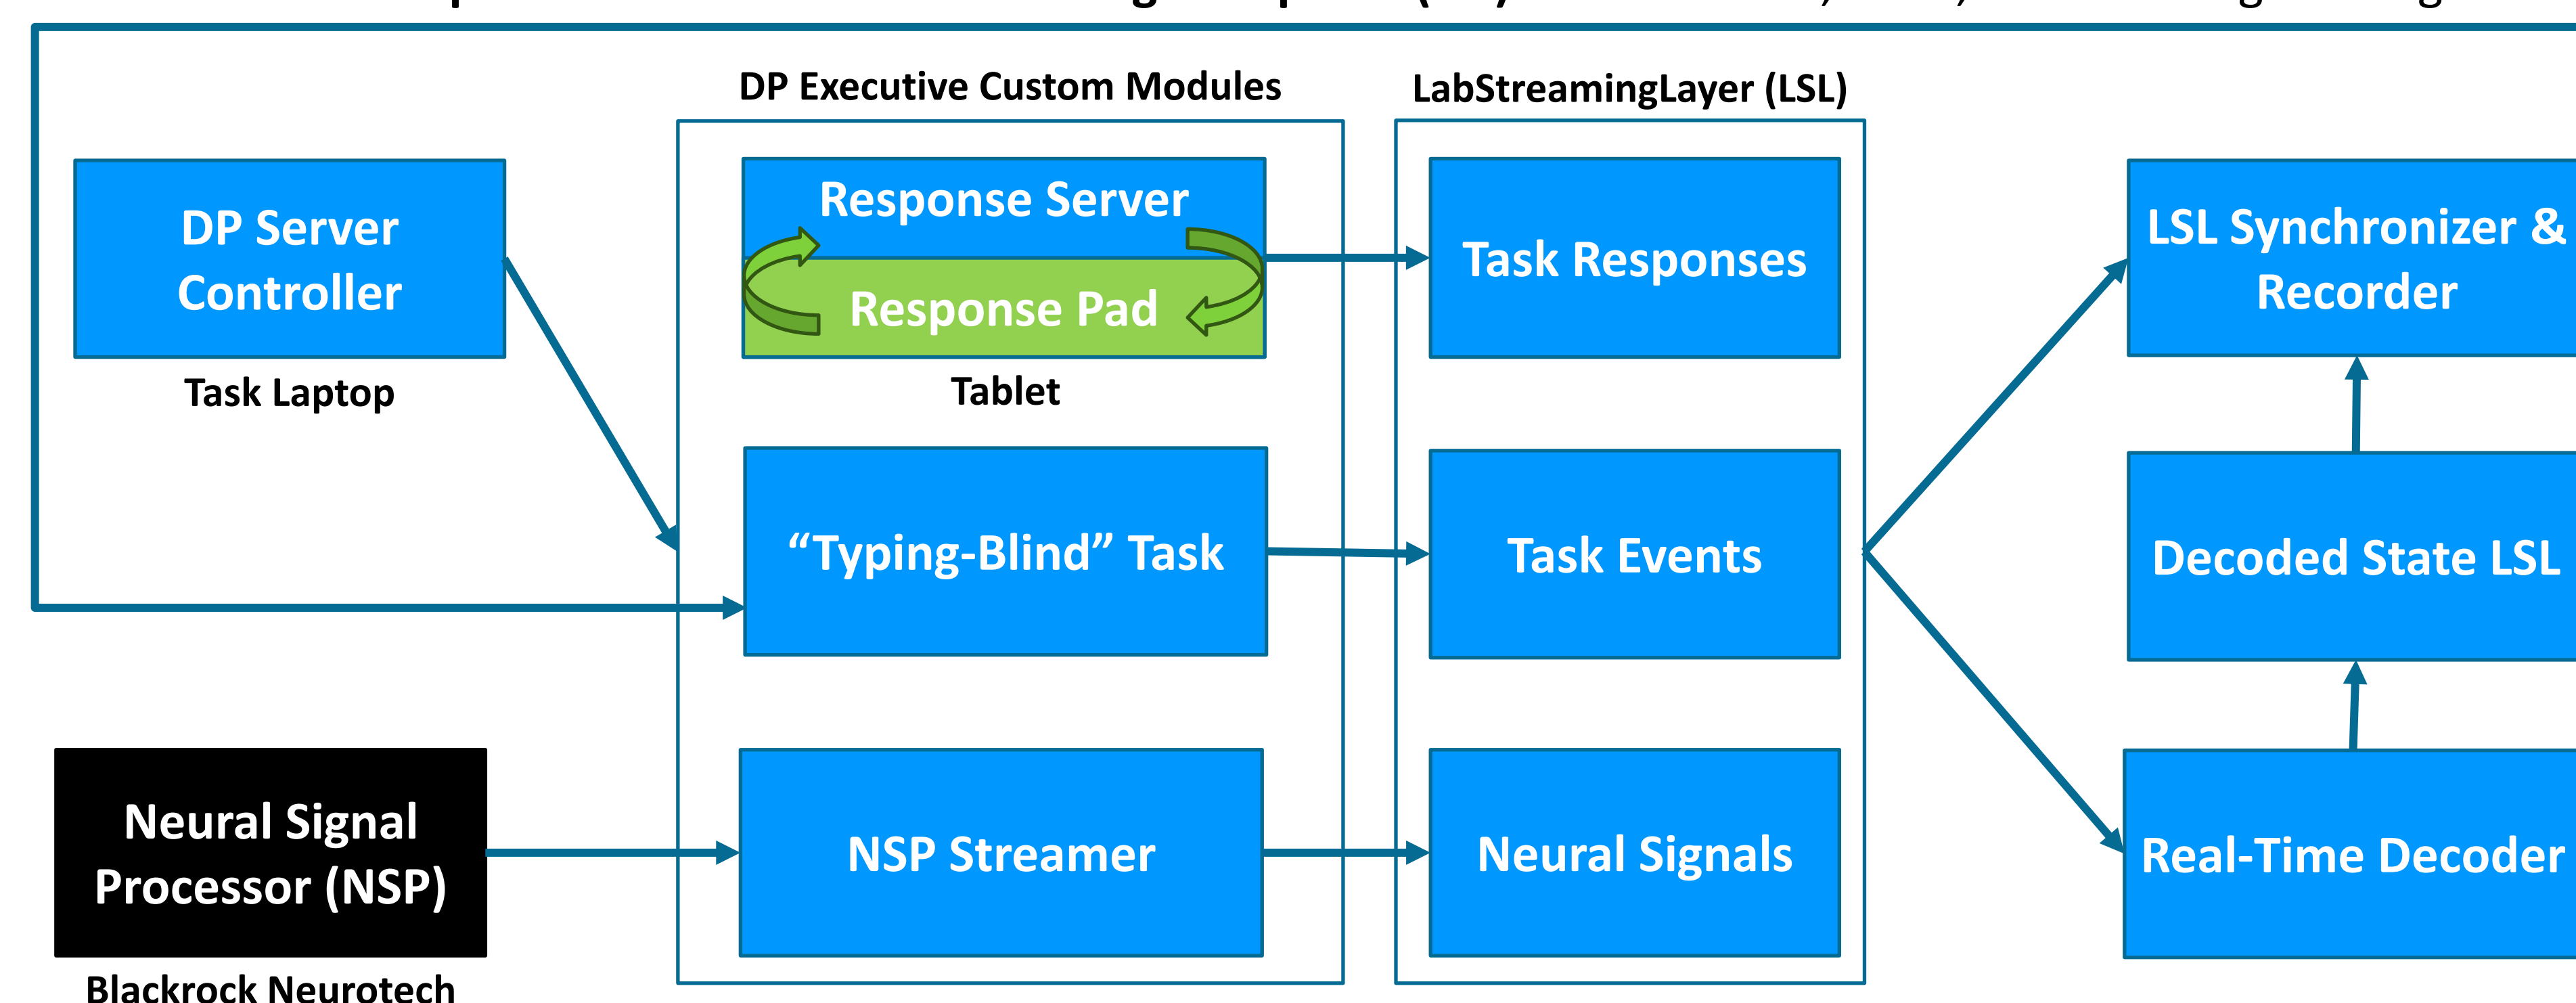 DP Executive Custom Modules
LabStreamingLayer (LSL)
DP Server
Controller
Task Laptop
Response Server
Response Pad
Tablet
Task Responses
LSL Synchronizer &
Recorder
“Typing-Blind” Task
Task Events
Decoded State LSL
Neural Signal
Processor (NSP)
Blackrock Neurotech
NSP Streamer
Neural Signals
Real-Time Decoder